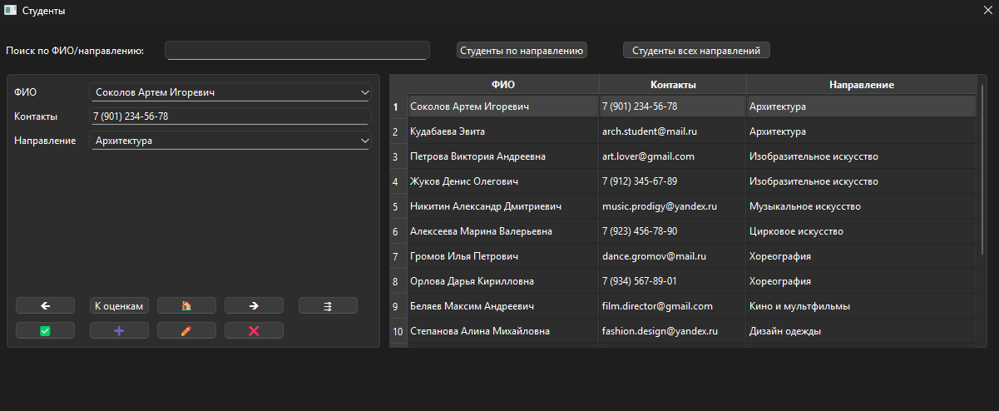 Студенты
Поиск по ФИО/направлению:
Студенты по направлению
Студенты всех направлений
ФИО
Соколов Артем Игоревич
Контакты
7 (901) 234-56-78
Направление
Архитектура
К оценкам
ФИО Контакты Направление
1 Соколов Артем Игоревич 7 (901) 234-56-78 Архитектура
2 Кудабаева Эвита arch.student@mail.ru Архитектура
3 Петрова Виктория Андреевна art.lover@gmail.com Изобразительное искусство
4 Жуков Денис Олегович 7 (912) 345-67-89 Изобразительное искусство
5 Никитин Александр Дмитриевич music.prodigy@yandex.ru Музыкальное искусство
6 Алексеева Марина Валерьевна 7 (923) 456-78-90 Цирковое искусство
7 Громов Илья Петрович dance.gromov@mail.ru Хореография
8 Орлова Дарья Кирилловна 7 (934) 567-89-01 Хореография
9 Беляев Максим Андреевич film.director@gmail.com Кино и мультфильмы
10 Степанова Алина Михайловна fashion.design@yandex.ru Дизайн одежды